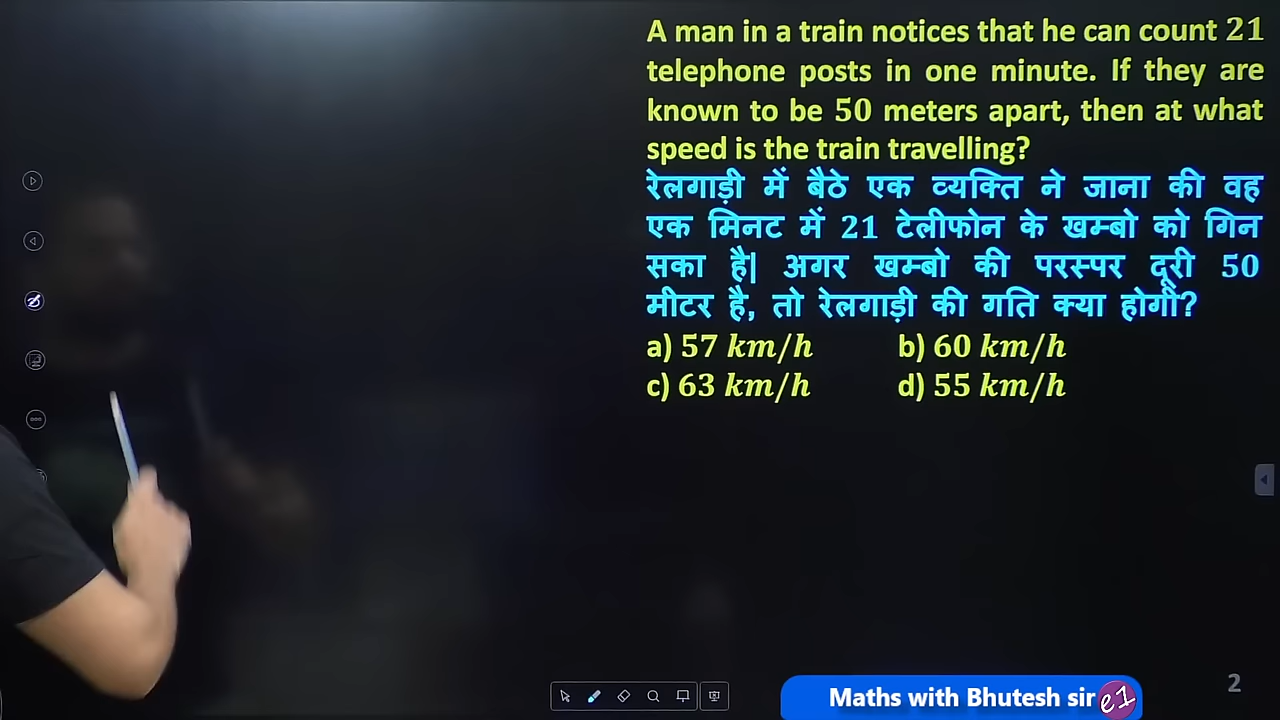 A man in a train notices that he can count 21
telephone posts in one minute. If they are
known to be 50 meters apart, then at what
speed is the train travelling?
रेलगाड़ी में बैठे एक व्यक्ति ने जाना की वह
एक मिनट में 21 टेलीफोन के खम्बो को गिन
सका है| अगर खम्बो की परस्पर दूरी 50
मीटर है, तो रेलगाड़ी की गति क्या होगी?
a) 57 km/h b) 60 km/h
c) 63 km/h d) 55 km/h
Maths with Bhutesh sir e1
2